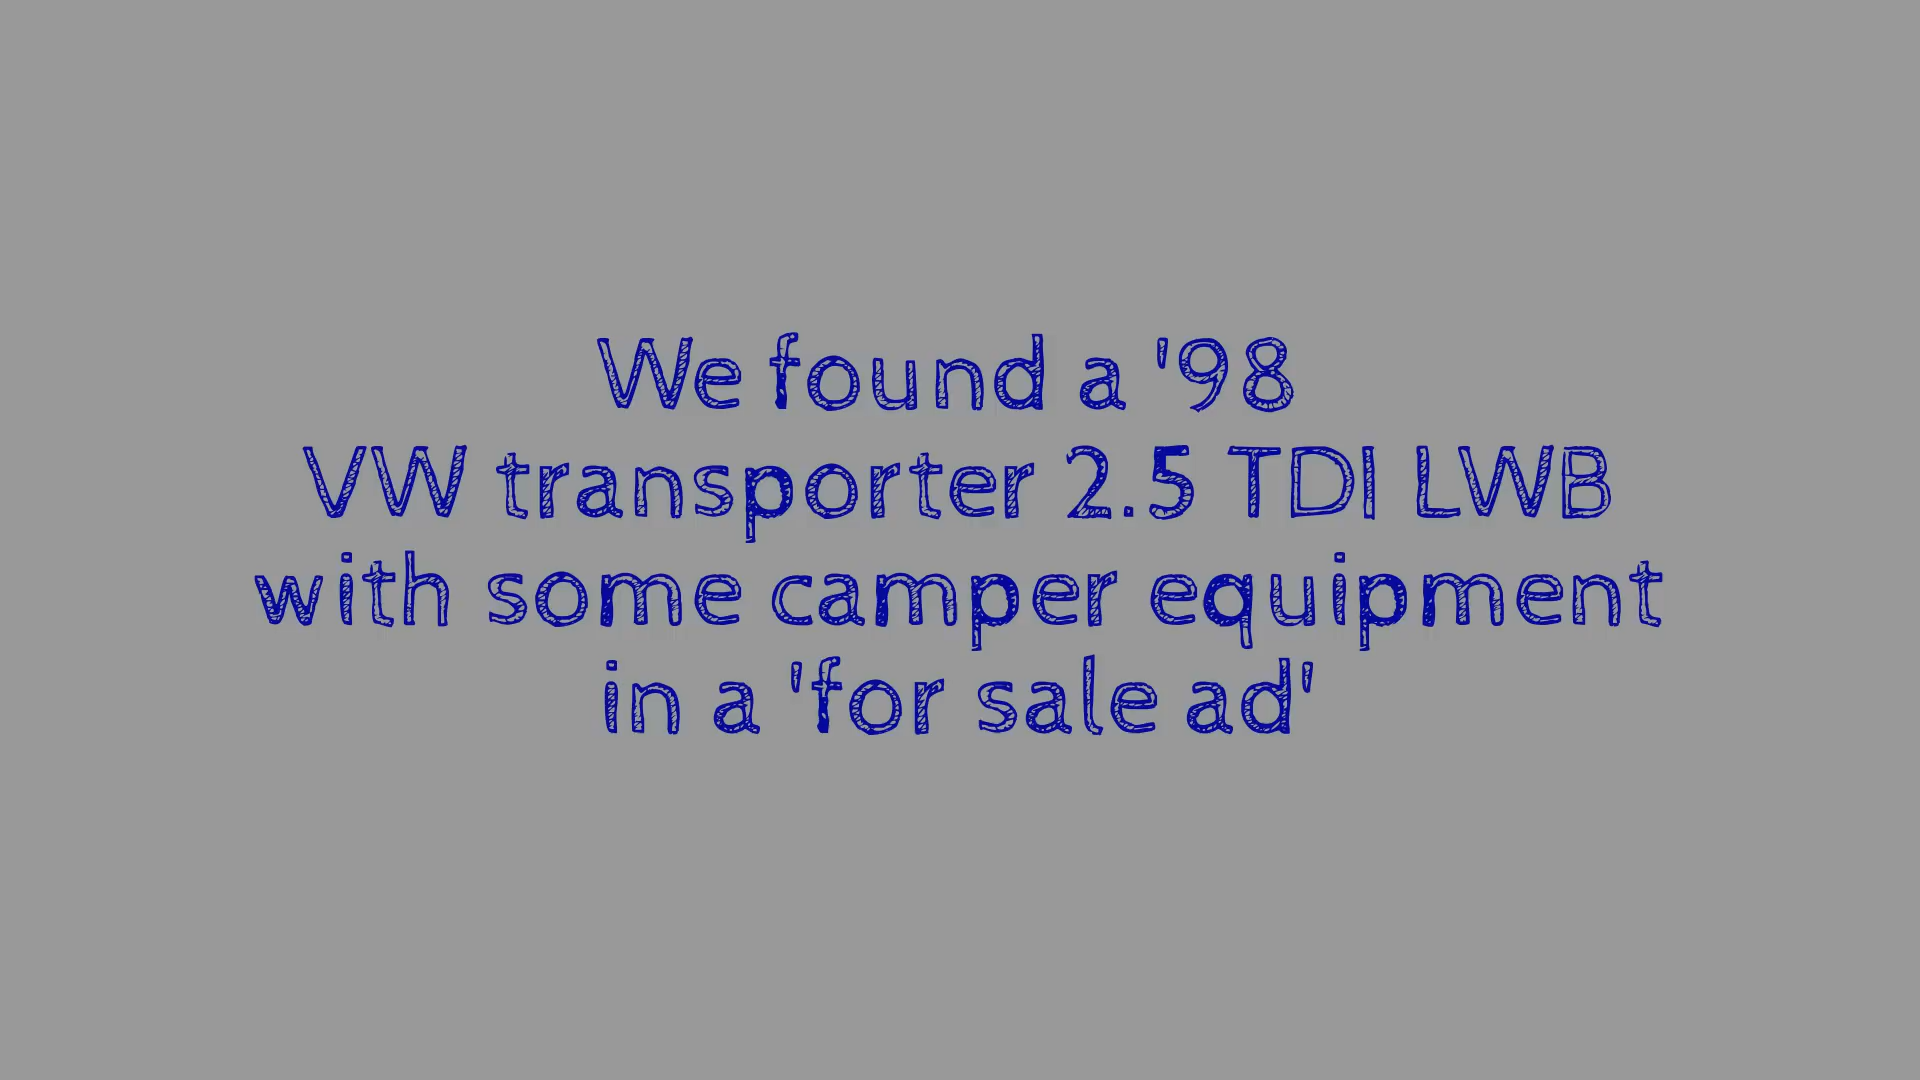 We found a '98
VW transporter 2.5 TDI LWB
with some camper equipment
in a 'for sale ad'